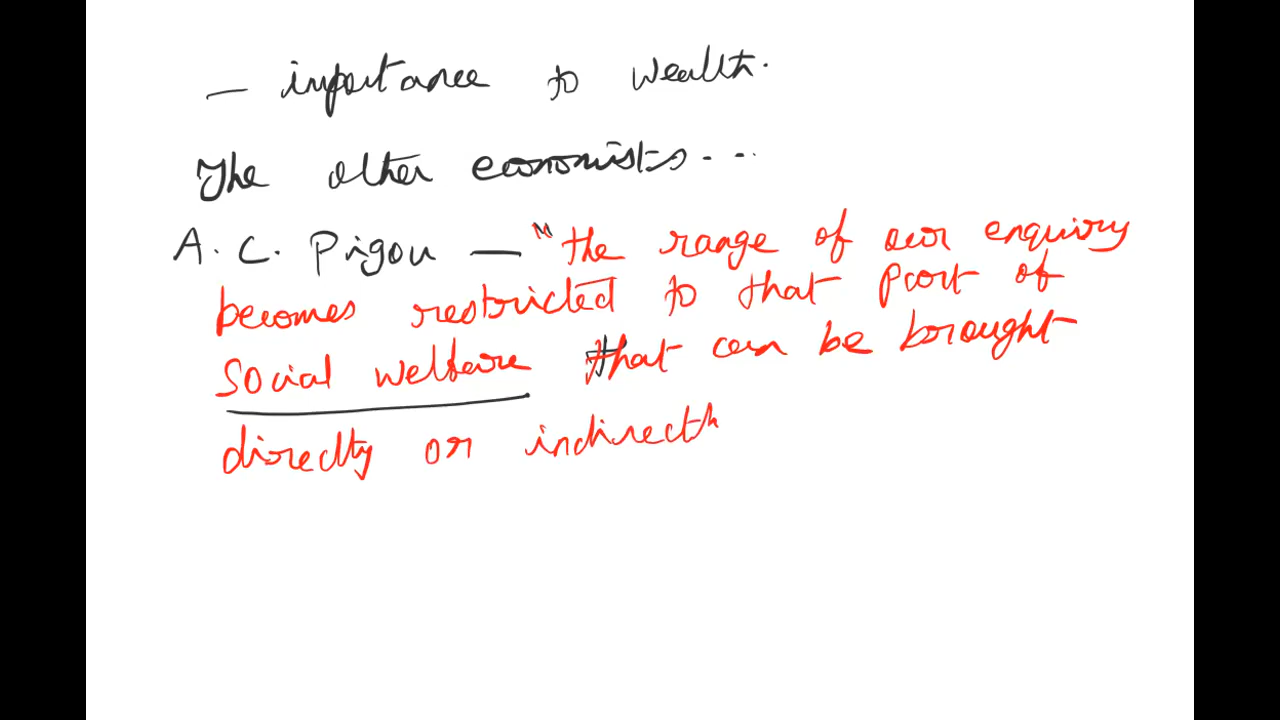 — importance to wealth.
The other economists...
A. C. Pigou — "the range of our enquiry
becomes restricted to that part of
social welfare that can be brought
directly or indirectly